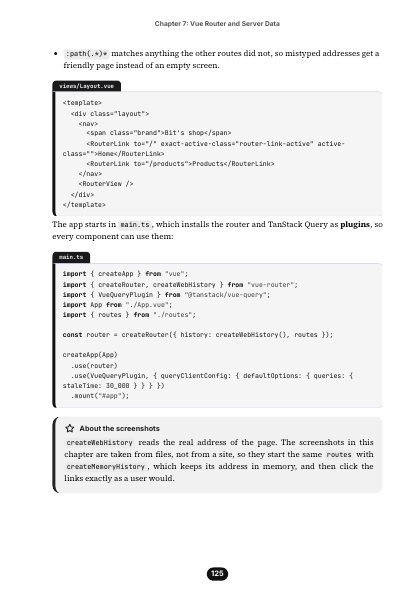 Chapter 7: Vue Router and Server Data
• :path(.*)* matches anything the other routes did not, so mistyped addresses get a
friendly page instead of an empty screen.
views/Layout.vue
<template>
  <div class="layout">
    <nav>
      <span class="brand">Bit's shop</span>
      <RouterLink to="/" exact-active-class="router-link-active" active-
class="">Home</RouterLink>
      <RouterLink to="/products">Products</RouterLink>
    </nav>
    <RouterView />
  </div>
</template>
The app starts in main.ts, which installs the router and TanStack Query as plugins, so
every component can use them:
main.ts
import { createApp } from "vue";
import { createRouter, createWebHistory } from "vue-router";
import { VueQueryPlugin } from "@tanstack/vue-query";
import App from "./App.vue";
import { routes } from "./routes";
const router = createRouter({ history: createWebHistory(), routes });
createApp(App)
  .use(router)
  .use(VueQueryPlugin, { queryClientConfig: { defaultOptions: { queries: {
staleTime: 30_000 } } } })
  .mount("#app");
About the screenshots
createWebHistory reads the real address of the page. The screenshots in this
chapter are taken from files, not from a site, so they start the same routes with
createMemoryHistory, which keeps its address in memory, and then click the
links exactly as a user would.
125